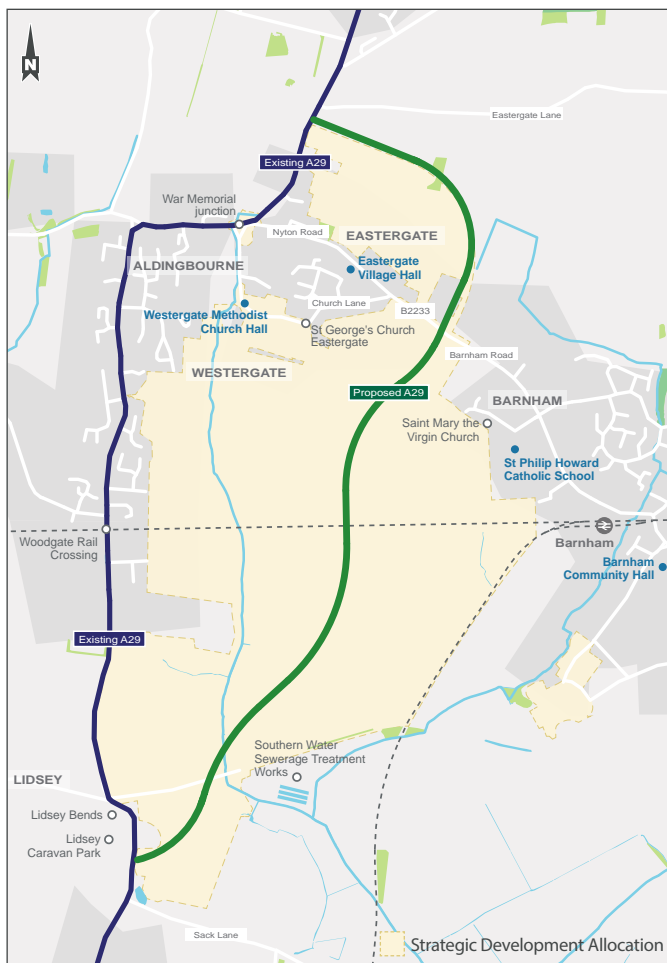 N
Eastergate Lane
Existing A29
War Memorial
junction
Nyton Road
EASTERGATE
ALDINGBOURNE
Eastergate
Village Hall
Church Lane
Westergate Methodist
Church Hall
B2233
St George's Church
Eastergate
Barnham Road
WESTERGATE
Proposed A29
BARNHAM
Saint Mary the
Virgin Church
St Philip Howard
Catholic School
Woodgate Rail
Crossing
Barnham
Barnham
Community Hall
Existing A29
Southern Water
Sewerage Treatment
Works
LIDSEY
Lidsey Bends
Lidsey
Caravan Park
Sack Lane
Strategic Development Allocation